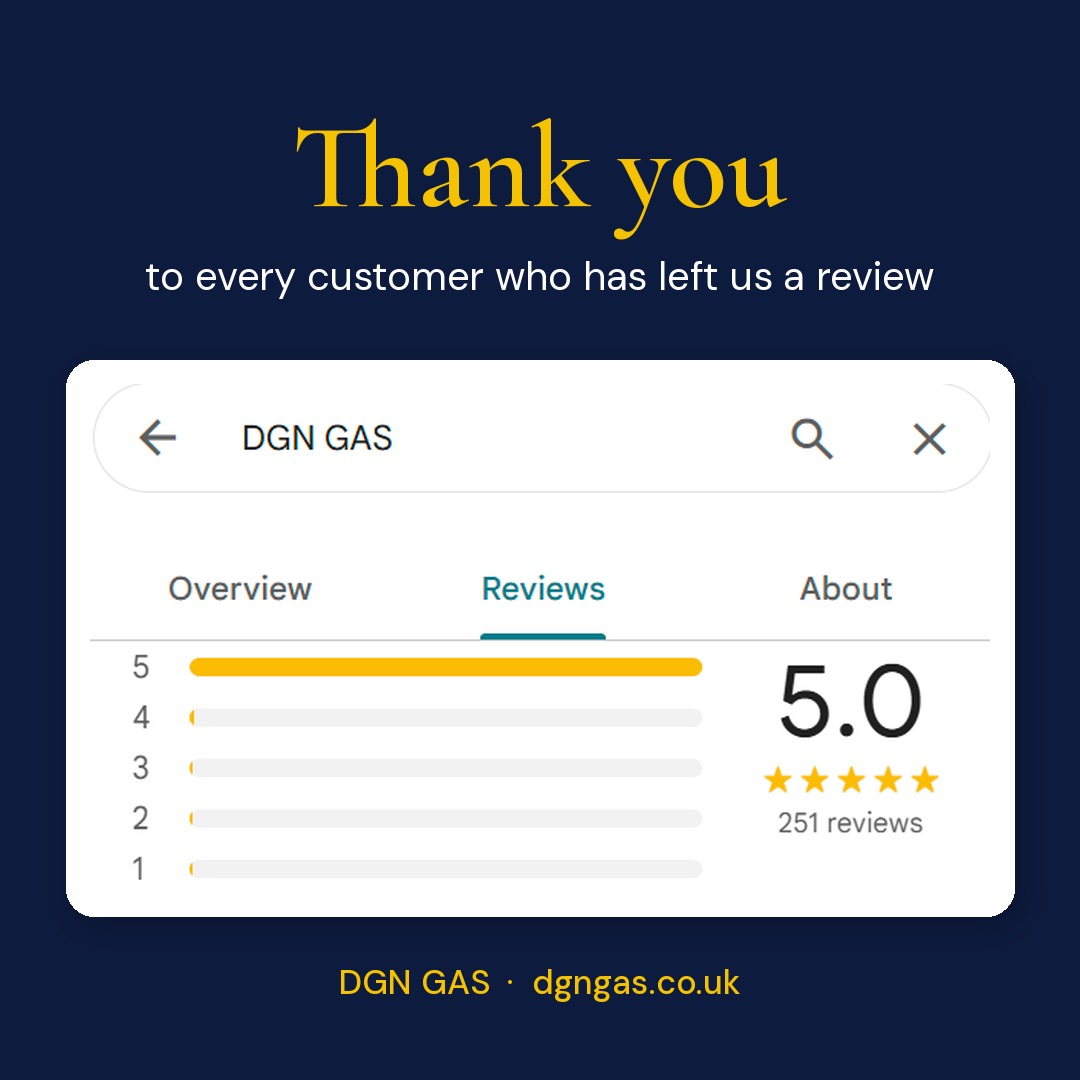 Thank you
to every customer who has left us a review
DGN GAS
Overview Reviews About
5
4
3
2
1
5.0
251 reviews
DGN GAS · dgngas.co.uk